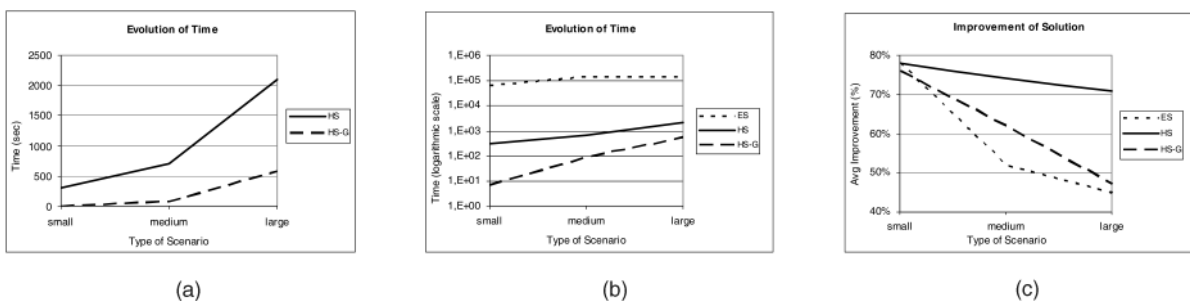 Evolution of Time
2500
2000
1500
1000
500
0
Time (sec)
small medium large
Type of Scenario
HS
HS-G
(a)
Evolution of Time
1,E+06
1,E+05
1,E+04
1,E+03
1,E+02
1,E+01
1,E+00
Time (logarithmic scale)
small medium large
Type of Scenario
ES
HS
HS-G
(b)
Improvement of Solution
80%
70%
60%
50%
40%
Avg Improvement (%)
small medium large
Type of Scenario
ES
HS
HS-G
(c)